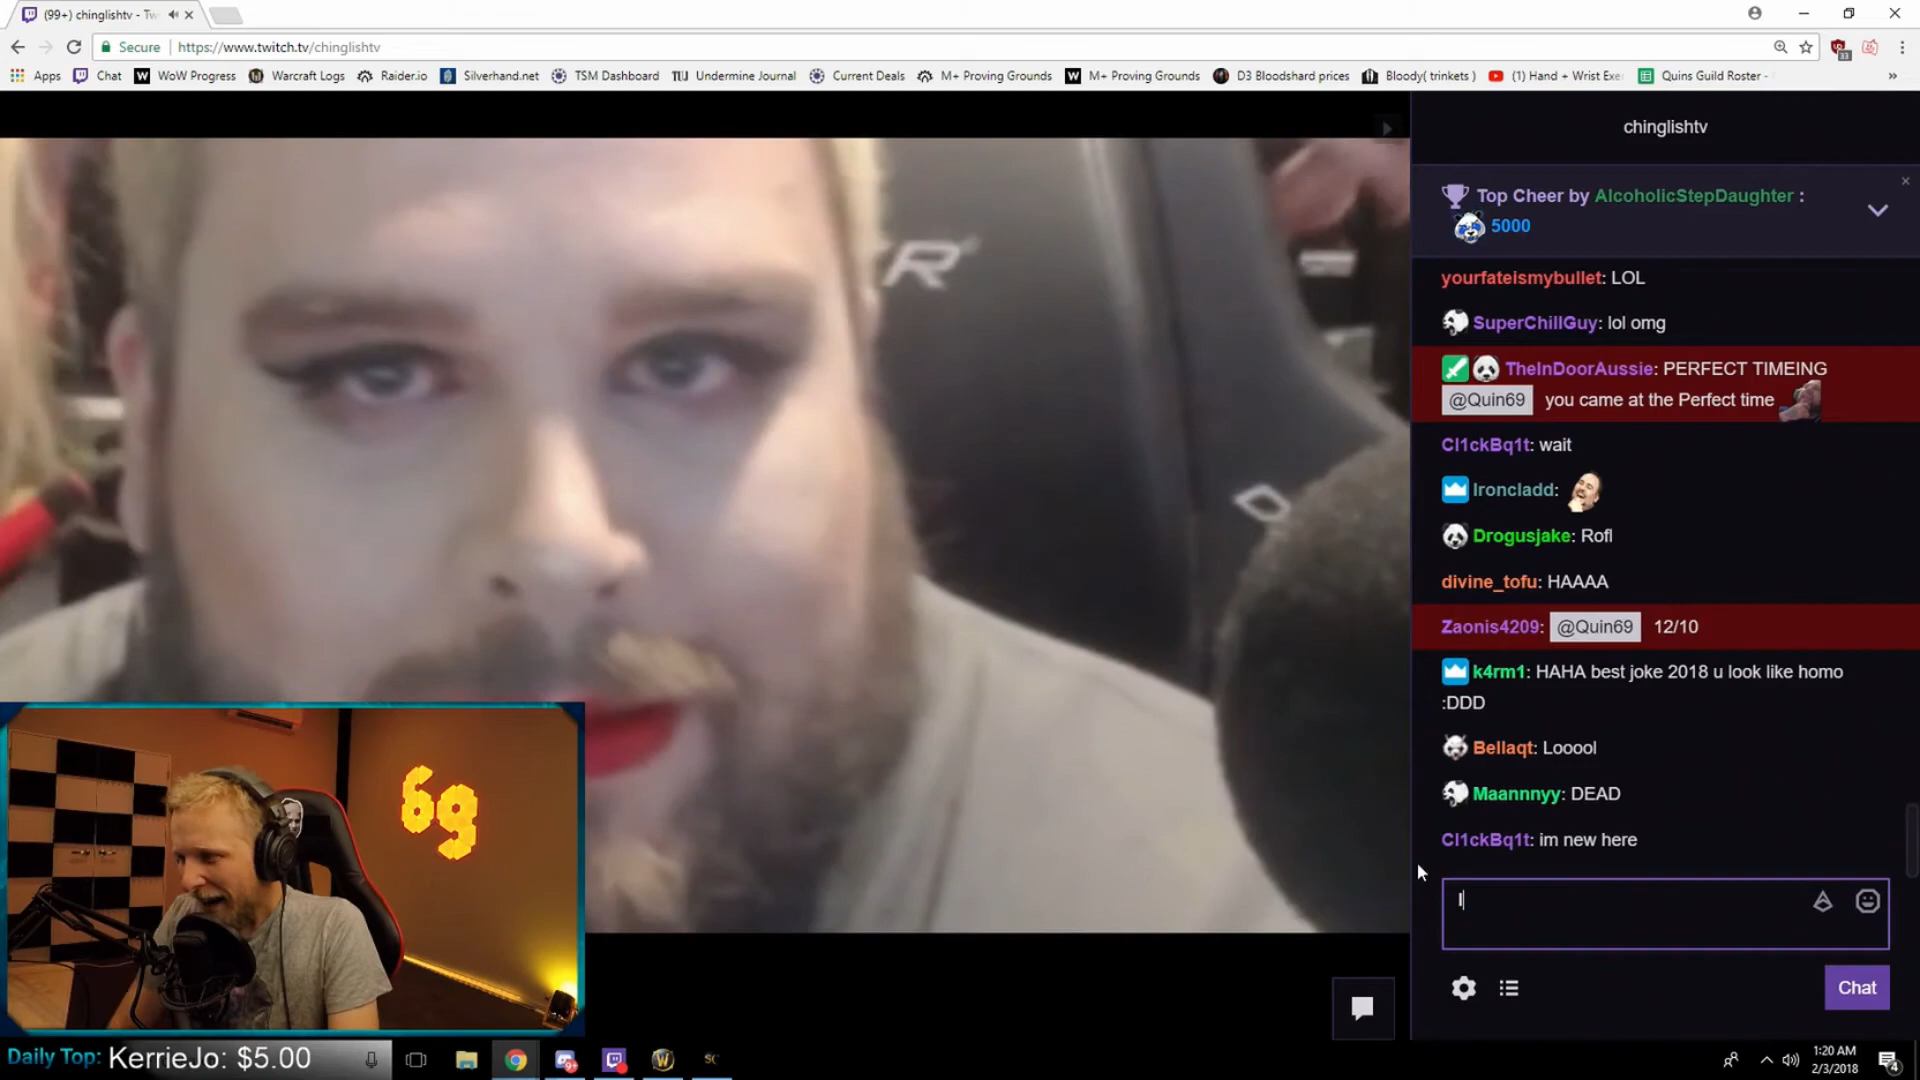 (99+) chinglishtv - Tw
Secure https://www.twitch.tv/chinglishtv
Apps Chat WoW Progress Warcraft Logs Raider.io Silverhand.net TSM Dashboard Undermine Journal Current Deals M+ Proving Grounds M+ Proving Grounds D3 Bloodshard prices Bloody( trinkets ) (1) Hand + Wrist Exe Quins Guild Roster -
chinglishtv
Top Cheer by AlcoholicStepDaughter :
5000
yourfateismybullet: LOL
SuperChillGuy: lol omg
TheInDoorAussie: PERFECT TIMEING
@Quin69 you came at the Perfect time
Cl1ckBq1t: wait
Ironcladd:
Drogusjake: Rofl
divine_tofu: HAAAA
Zaonis4209: @Quin69 12/10
k4rm1: HAHA best joke 2018 u look like homo
:DDD
Bellaqt: Looool
Maannnyy: DEAD
Cl1ckBq1t: im new here
I
Chat
R
69
Daily Top: KerrieJo: $5.00
SC
1:20 AM
2/3/2018
4